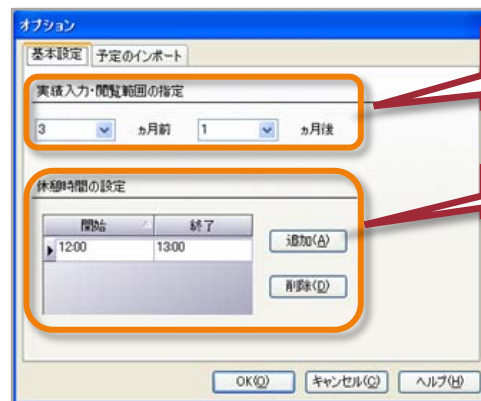 オプション
基本設定 予定のインポート
実績入力・閲覧範囲の指定
3 ヵ月前 1 ヵ月後
休憩時間の設定
開始 終了
12:00 13:00
追加(A)
削除(D)
OK(O) キャンセル(C) ヘルプ(H)